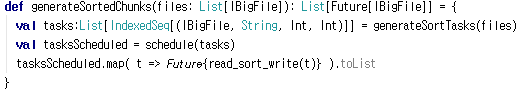 def generateSortedChunks(files: List[IBigFile]): List[Future[IBigFile]] = {
  val tasks:List[IndexedSeq[(IBigFile, String, Int, Int)]] = generateSortTasks(files)
  val tasksScheduled = schedule(tasks)
  tasksScheduled.map( t => Future{read_sort_write(t)} ).toList
}